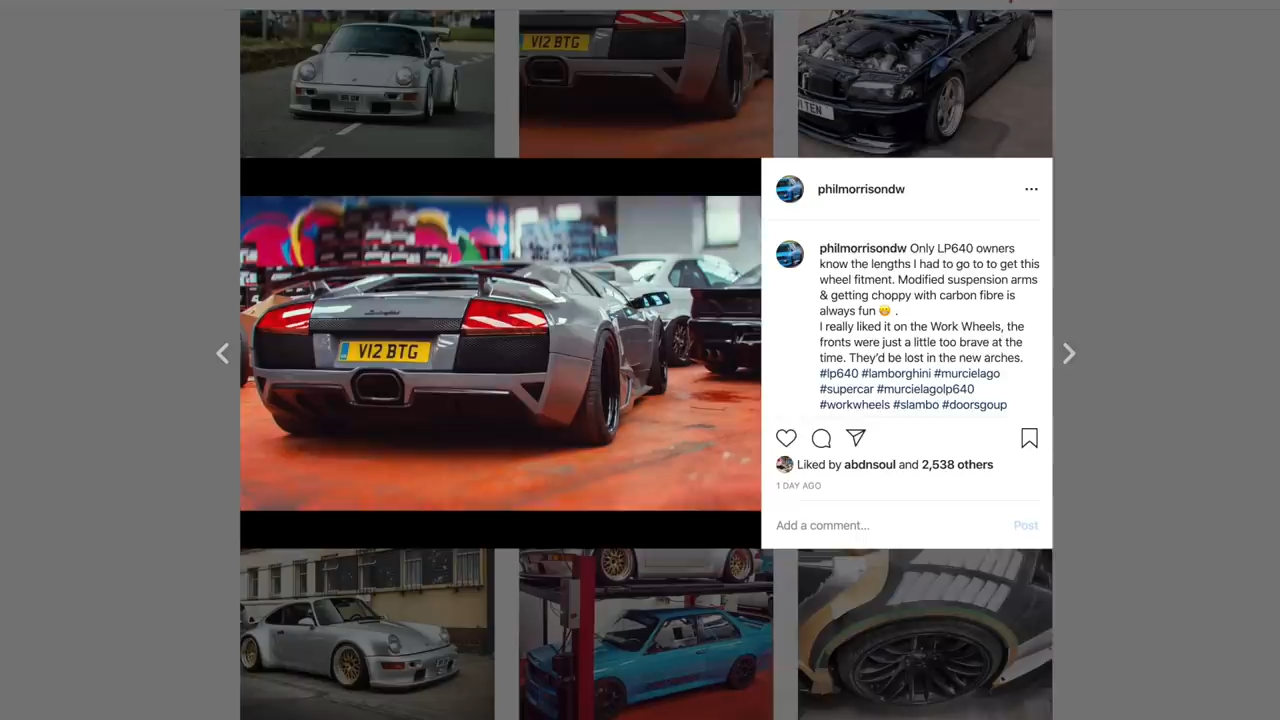 V12 BTG
philmorrisondw
philmorrisondw Only LP640 owners
know the lengths I had to go to to get this
wheel fitment. Modified suspension arms
& getting choppy with carbon fibre is
always fun 🤭 .
I really liked it on the Work Wheels, the
fronts were just a little too brave at the
time. They'd be lost in the new arches.
#lp640 #lamborghini #murcielago
#supercar #murcielagolp640
#workwheels #slambo #doorsgoup
V12 BTG
Liked by abdnsoul and 2,538 others
1 DAY AGO
Add a comment... Post